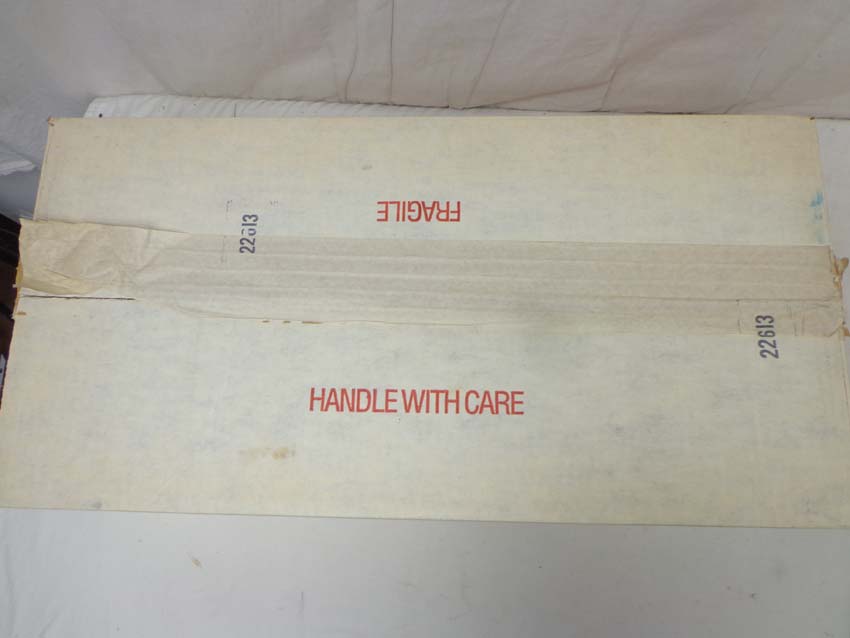 FRAGILE
22613
22613
HANDLE WITH CARE